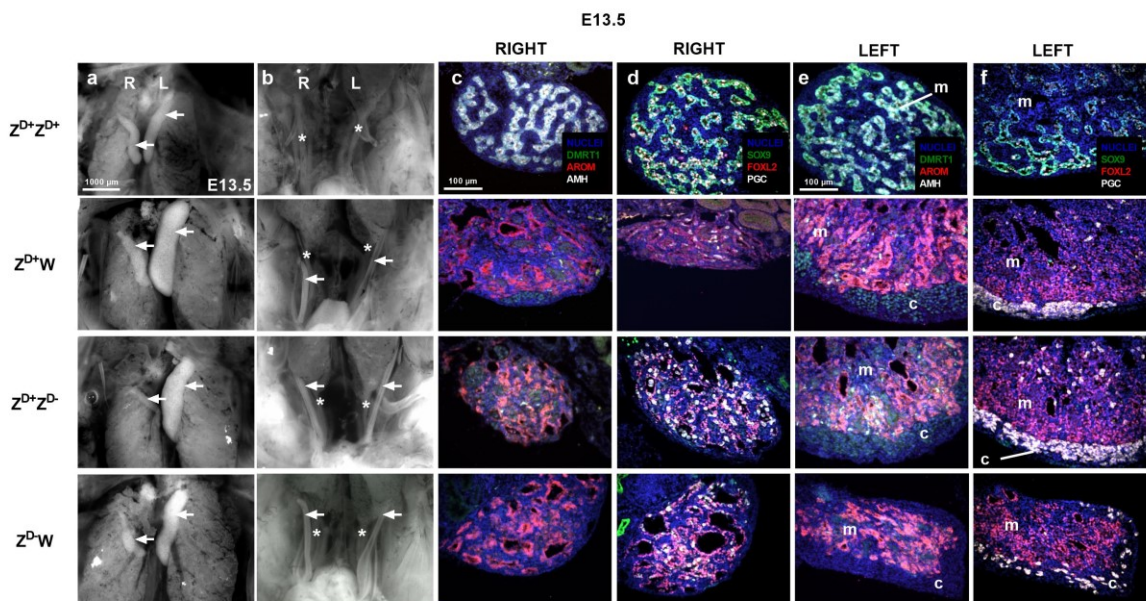 E13.5
RIGHT RIGHT LEFT LEFT
a R L b R L c d e m f m
Z^D+Z^D+
NUCLEI NUCLEI NUCLEI NUCLEI
DMRT1 SOX9 DMRT1 SOX9
AROM FOXL2 AROM FOXL2
1000 µm E13.5 100 µm AMH PGC 100 µm AMH PGC
* *
Z^D+W * * m c m c
Z^D+Z^D- * * m c m c
Z^D-W * * m c m c